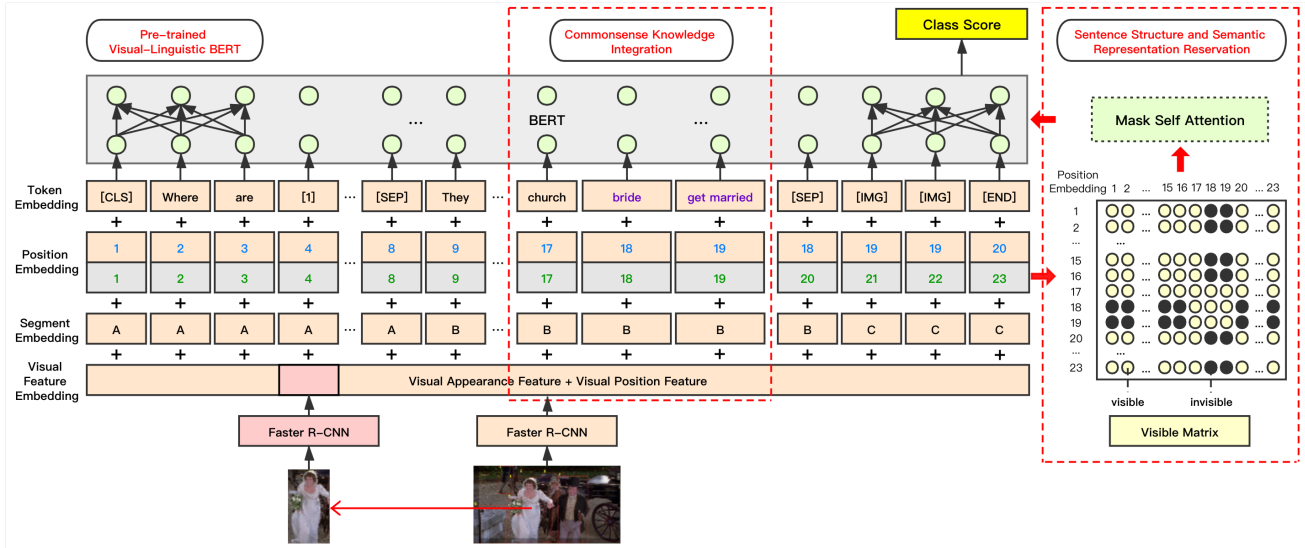 Pre-trained
Visual-Linguistic BERT
Commonsense Knowledge
Integration
Class Score
Sentence Structure and Semantic
Representation Reservation
... BERT ...
Mask Self Attention
Token
Embedding
[CLS] Where are [1] ... [SEP] They ... church bride get married [SEP] [IMG] [IMG] [END]
+ + + + + + + + + + + + +
Position
Embedding
1 2 3 4 ... 8 9 ... 17 18 19 18 19 19 20
1 2 3 4 8 9 17 18 19 20 21 22 23
+ + + + + + + + + + + + +
Segment
Embedding
A A A A ... A B ... B B B B C C C
+ + + + + + + + + + + + +
Visual
Feature
Embedding
Visual Appearance Feature + Visual Position Feature
Faster R-CNN Faster R-CNN
Position
Embedding 1 2 ... 15 16 17 18 19 20 ... 23
1 ... ...
2
... ...
15 ... ...
16
17
18 ... ...
19
20 ... ...
... ...
23 ... ...
visible invisible
Visible Matrix